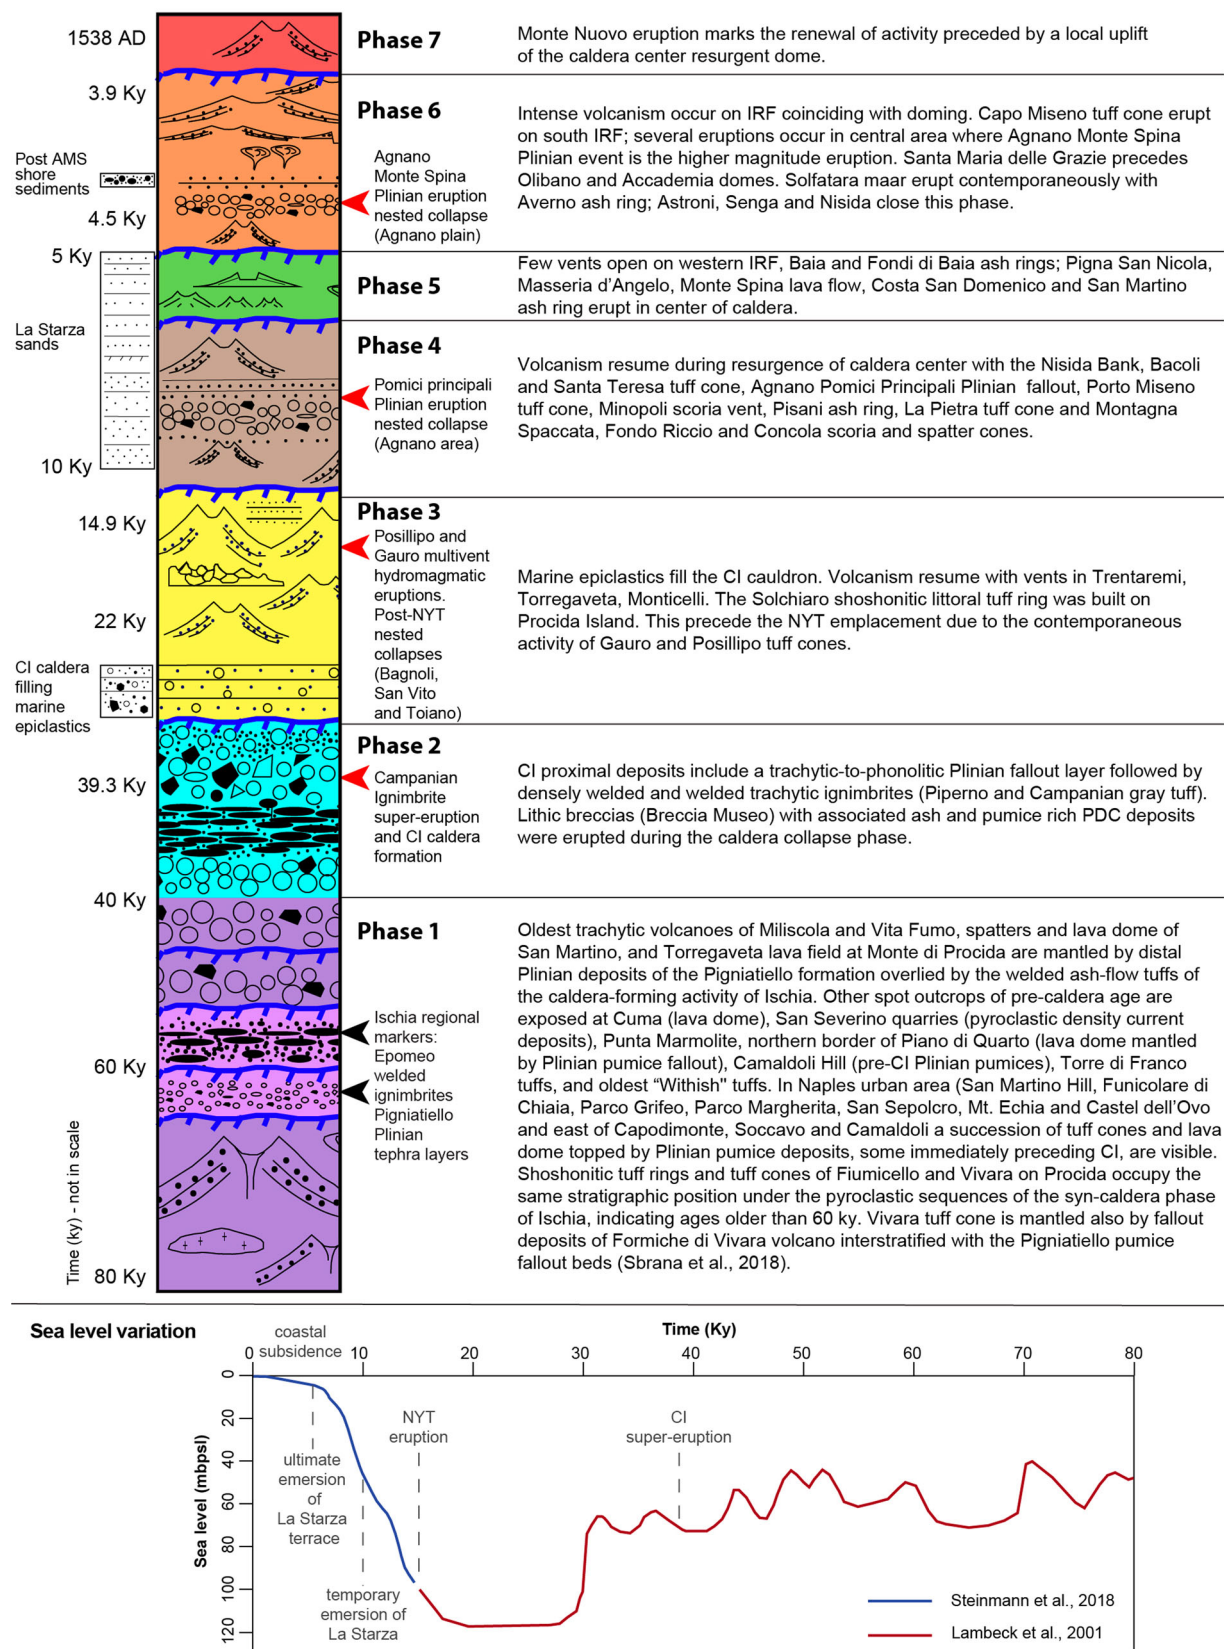 1538 AD
Phase 7
Monte Nuovo eruption marks the renewal of activity preceded by a local uplift
of the caldera center resurgent dome.
3.9 Ky
Phase 6
Post AMS
shore
sediments
4.5 Ky
Agnano
Monte Spina
Plinian eruption
nested collapse
(Agnano plain)
Intense volcanism occur on IRF coinciding with doming. Capo Miseno tuff cone erupt
on south IRF; several eruptions occur in central area where Agnano Monte Spina
Plinian event is the higher magnitude eruption. Santa Maria delle Grazie precedes
Olibano and Accademia domes. Solfatara maar erupt contemporaneously with
Averno ash ring; Astroni, Senga and Nisida close this phase.
5 Ky
Phase 5
Few vents open on western IRF, Baia and Fondi di Baia ash rings; Pigna San Nicola,
Masseria d'Angelo, Monte Spina lava flow, Costa San Domenico and San Martino
ash ring erupt in center of caldera.
La Starza
sands
Phase 4
Pomici principali
Plinian eruption
nested collapse
(Agnano area)
Volcanism resume during resurgence of caldera center with the Nisida Bank, Bacoli
and Santa Teresa tuff cone, Agnano Pomici Principali Plinian fallout, Porto Miseno
tuff cone, Minopoli scoria vent, Pisani ash ring, La Pietra tuff cone and Montagna
Spaccata, Fondo Riccio and Concola scoria and spatter cones.
10 Ky
14.9 Ky
Phase 3
Posillipo and
Gauro multivent
hydromagmatic
eruptions.
Post-NYT
nested
collapses
(Bagnoli,
San Vito
and Toiano)
22 Ky
CI caldera
filling
marine
epiclastics
Marine epiclastics fill the CI cauldron. Volcanism resume with vents in Trentaremi,
Torregaveta, Monticelli. The Solchiaro shoshonitic littoral tuff ring was built on
Procida Island. This precede the NYT emplacement due to the contemporaneous
activity of Gauro and Posillipo tuff cones.
Phase 2
39.3 Ky
Campanian
Ignimbrite
super-eruption
and CI caldera
formation
CI proximal deposits include a trachytic-to-phonolitic Plinian fallout layer followed by
densely welded and welded trachytic ignimbrites (Piperno and Campanian gray tuff).
Lithic breccias (Breccia Museo) with associated ash and pumice rich PDC deposits
were erupted during the caldera collapse phase.
40 Ky
Phase 1
Ischia regional
markers:
Epomeo
welded
ignimbrites
Pigniatiello
Plinian
tephra layers
60 Ky
Time (ky) - not in scale
80 Ky
Oldest trachytic volcanoes of Miliscola and Vita Fumo, spatters and lava dome of
San Martino, and Torregaveta lava field at Monte di Procida are mantled by distal
Plinian deposits of the Pigniatiello formation overlied by the welded ash-flow tuffs of
the caldera-forming activity of Ischia. Other spot outcrops of pre-caldera age are
exposed at Cuma (lava dome), San Severino quarries (pyroclastic density current
deposits), Punta Marmolite, northern border of Piano di Quarto (lava dome mantled
by Plinian pumice fallout), Camaldoli Hill (pre-CI Plinian pumices), Torre di Franco
tuffs, and oldest "Withish" tuffs. In Naples urban area (San Martino Hill, Funicolare di
Chiaia, Parco Grifeo, Parco Margherita, San Sepolcro, Mt. Echia and Castel dell'Ovo
and east of Capodimonte, Soccavo and Camaldoli a succession of tuff cones and lava
dome topped by Plinian pumice deposits, some immediately preceding CI, are visible.
Shoshonitic tuff rings and tuff cones of Fiumicello and Vivara on Procida occupy the
same stratigraphic position under the pyroclastic sequences of the syn-caldera phase
of Ischia, indicating ages older than 60 ky. Vivara tuff cone is mantled also by fallout
deposits of Formiche di Vivara volcano interstratified with the Pigniatiello pumice
fallout beds (Sbrana et al., 2018).
Sea level variation
coastal
subsidence
Time (Ky)
0 10 20 30 40 50 60 70 80
Sea level (mbpsl)
0
20
40
60
80
100
120
NYT
eruption
CI
super-eruption
ultimate
emersion
of
La Starza
terrace
temporary
emersion of
La Starza
Steinmann et al., 2018
Lambeck et al., 2001